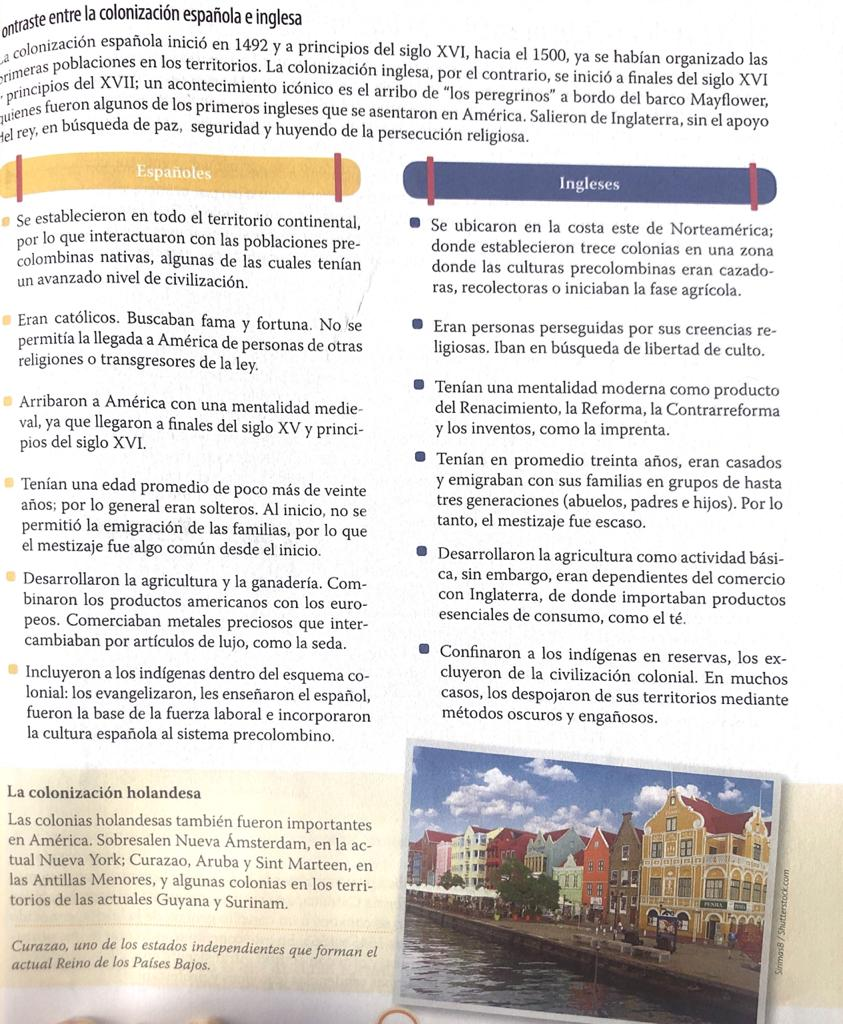 ontraste entre la colonización española e inglesa
a colonización española inició en 1492 y a principios del siglo XVI, hacia el 1500, ya se habían organizado las
rimeras poblaciones en los territorios. La colonización inglesa, por el contrario, se inició a finales del siglo XVI
principios del XVII; un acontecimiento icónico es el arribo de “los peregrinos” a bordo del barco Mayflower,
quienes fueron algunos de los primeros ingleses que se asentaron en América. Salieron de Inglaterra, sin el apoyo
del rey, en búsqueda de paz, seguridad y huyendo de la persecución religiosa.
Españoles
Se establecieron en todo el territorio continental,
por lo que interactuaron con las poblaciones pre-
colombinas nativas, algunas de las cuales tenían
un avanzado nivel de civilización.
Eran católicos. Buscaban fama y fortuna. No se
permitía la llegada a América de personas de otras
religiones o transgresores de la ley.
Arribaron a América con una mentalidad medie-
val, ya que llegaron a finales del siglo XV y princi-
pios del siglo XVI.
Tenían una edad promedio de poco más de veinte
años; por lo general eran solteros. Al inicio, no se
permitió la emigración de las familias, por lo que
el mestizaje fue algo común desde el inicio.
Desarrollaron la agricultura y la ganadería. Com-
binaron los productos americanos con los euro-
peos. Comerciaban metales preciosos que inter-
cambiaban por artículos de lujo, como la seda.
Incluyeron a los indígenas dentro del esquema co-
lonial: los evangelizaron, les enseñaron el español,
fueron la base de la fuerza laboral e incorporaron
la cultura española al sistema precolombino.
Ingleses
Se ubicaron en la costa este de Norteamérica;
donde establecieron trece colonias en una zona
donde las culturas precolombinas eran cazado-
ras, recolectoras o iniciaban la fase agrícola.
Eran personas perseguidas por sus creencias re-
ligiosas. Iban en búsqueda de libertad de culto.
Tenían una mentalidad moderna como producto
del Renacimiento, la Reforma, la Contrarreforma
y los inventos, como la imprenta.
Tenían en promedio treinta años, eran casados
y emigraban con sus familias en grupos de hasta
tres generaciones (abuelos, padres e hijos). Por lo
tanto, el mestizaje fue escaso.
Desarrollaron la agricultura como actividad bási-
ca, sin embargo, eran dependientes del comercio
con Inglaterra, de donde importaban productos
esenciales de consumo, como el té.
Confinaron a los indígenas en reservas, los ex-
cluyeron de la civilización colonial. En muchos
casos, los despojaron de sus territorios mediante
métodos oscuros y engañosos.
La colonización holandesa
Las colonias holandesas también fueron importantes
en América. Sobresalen Nueva Ámsterdam, en la ac-
tual Nueva York; Curazao, Aruba y Sint Marteen, en
las Antillas Menores, y algunas colonias en los terri-
torios de las actuales Guyana y Surinam.
Curazao, uno de los estados independientes que forman el
actual Reino de los Países Bajos.
PENHA
SirimasB / Shutterstock.com